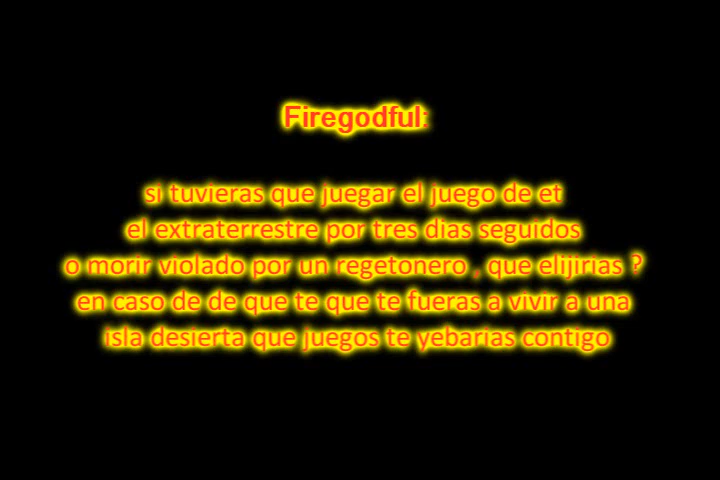 Firegodful:
si tuvieras que juegar el juego de et
el extraterrestre por tres dias seguidos
o morir violado por un regetonero , que elijirias ?
en caso de de que te que te fueras a vivir a una
isla desierta que juegos te yebarias contigo